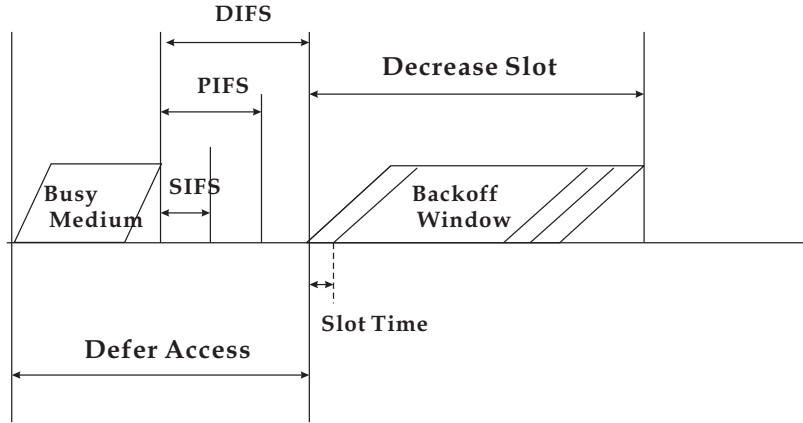 DIFS
Decrease Slot
PIFS
SIFS
Busy
Medium
Backoff
Window
Slot Time
Defer Access